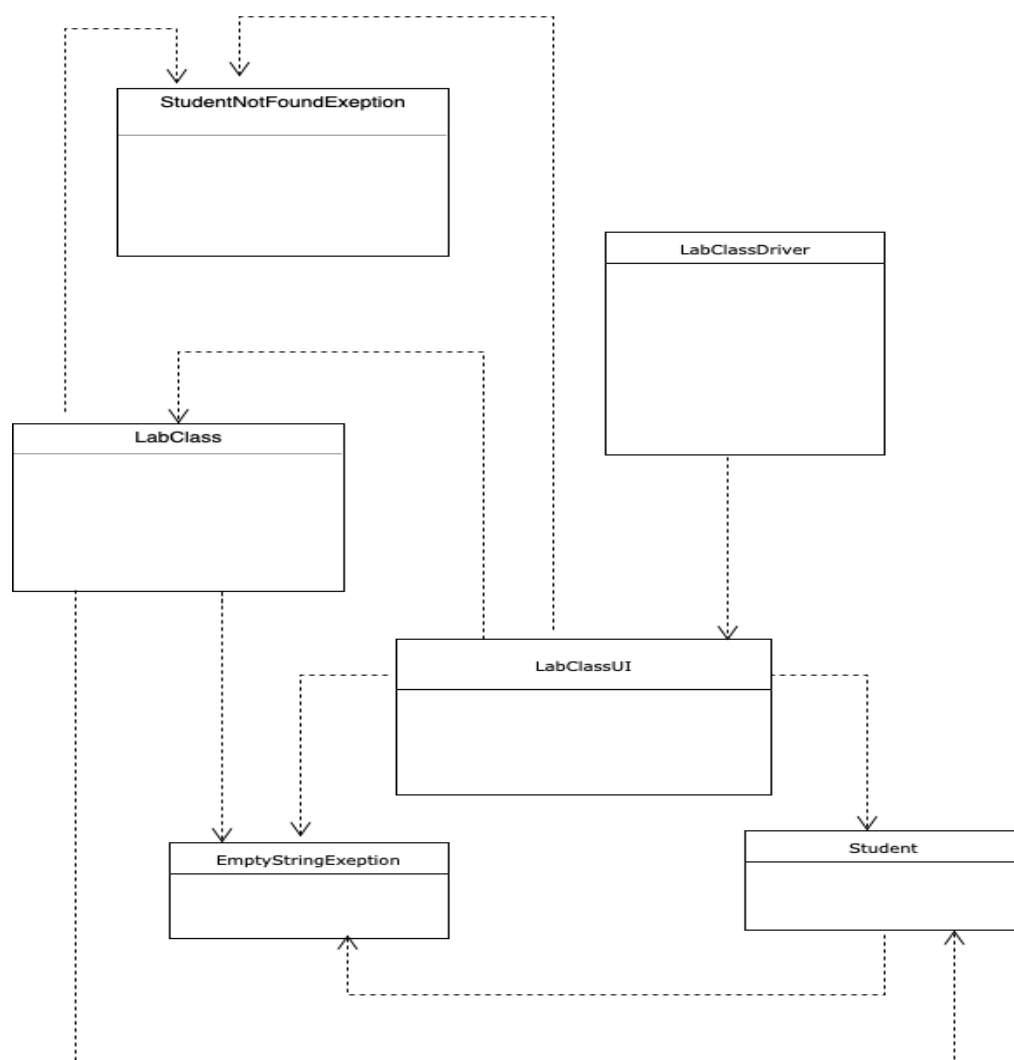 StudentNotFoundExeption
LabClassDriver
LabClass
LabClassUI
EmptyStringExeption
Student